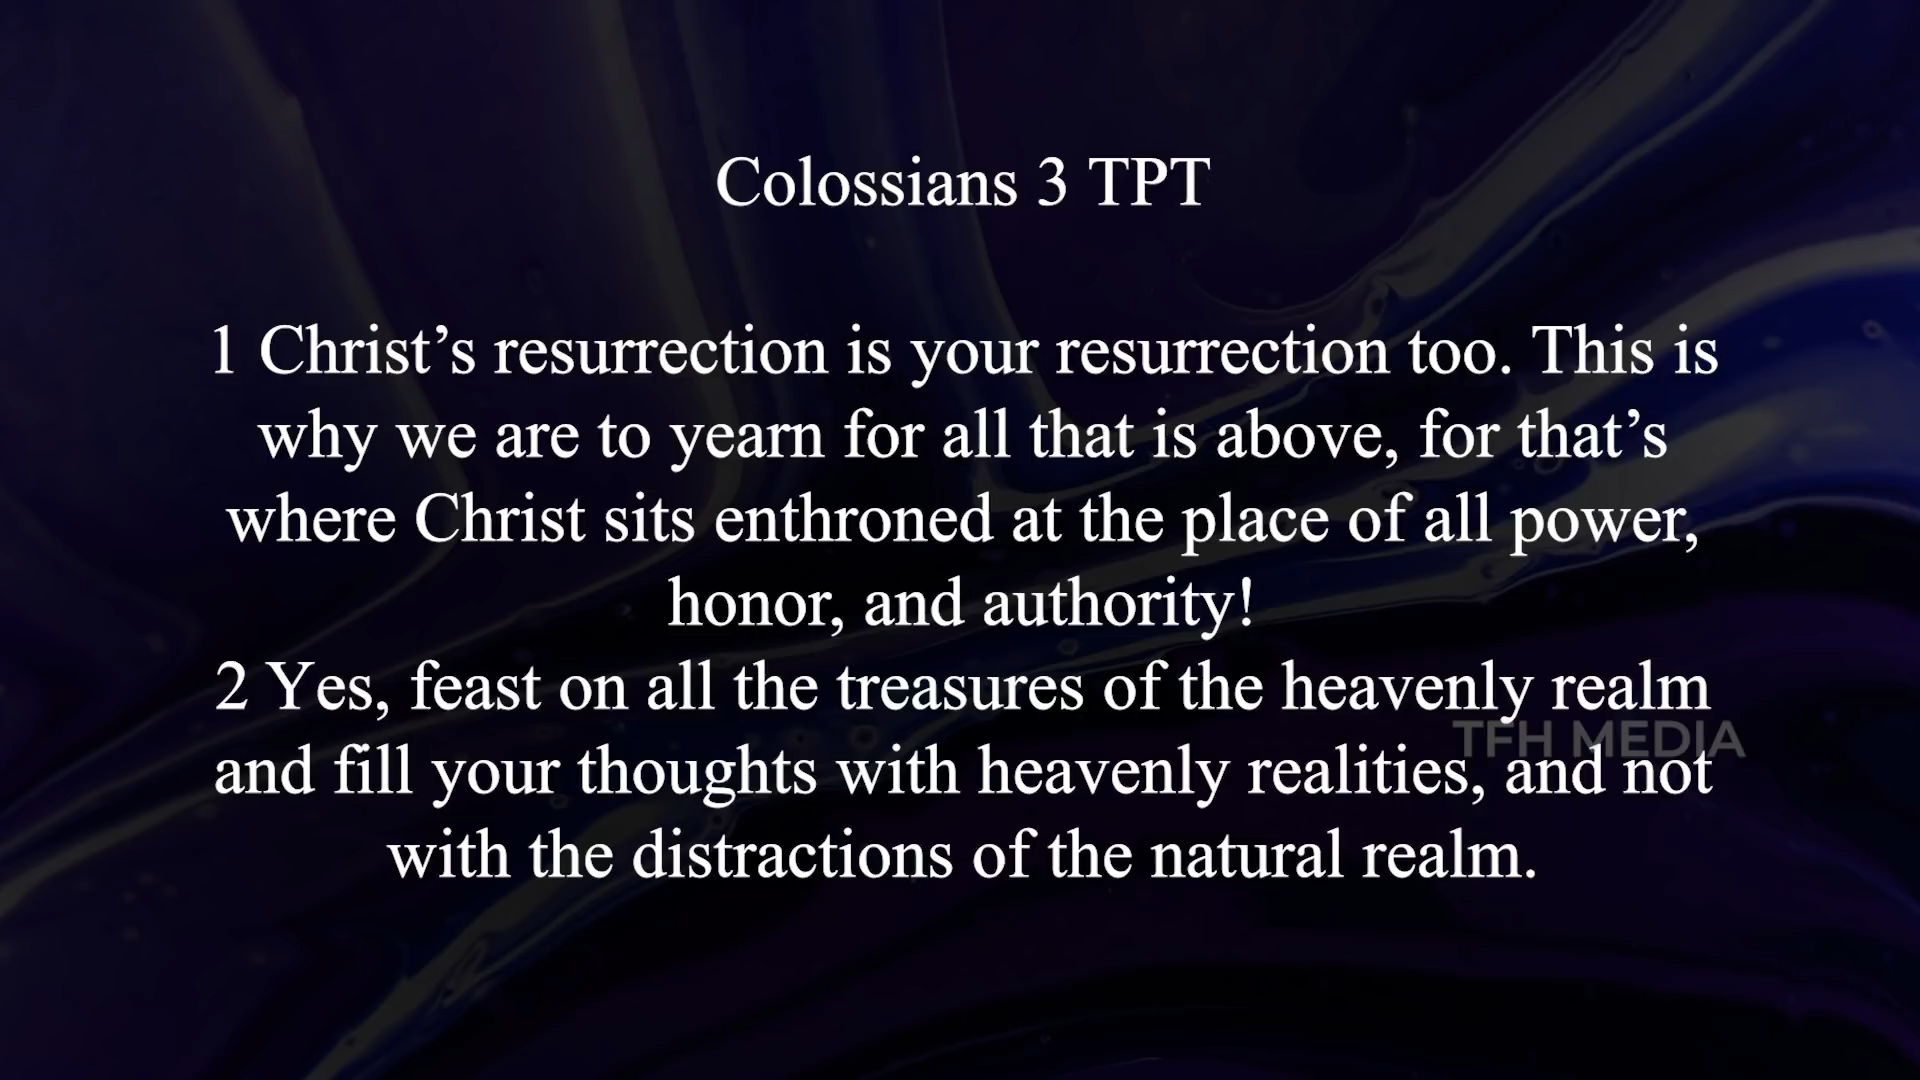 Colossians 3 TPT
1 Christ’s resurrection is your resurrection too. This is
why we are to yearn for all that is above, for that’s
where Christ sits enthroned at the place of all power,
honor, and authority!
2 Yes, feast on all the treasures of the heavenly realm
TFH MEDIA
and fill your thoughts with heavenly realities, and not
with the distractions of the natural realm.